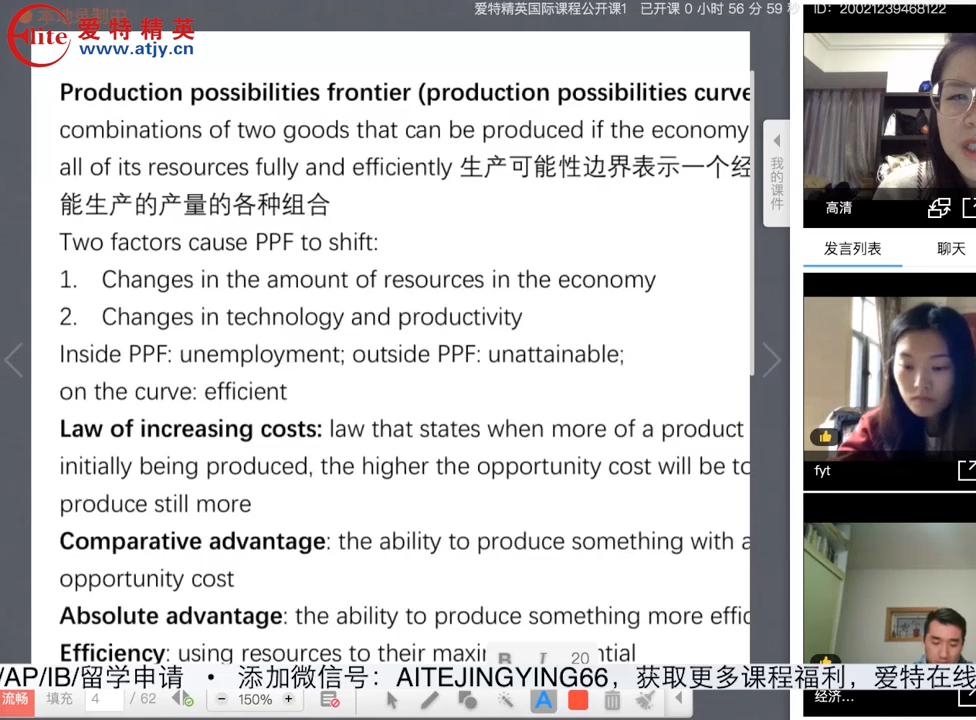 爱特精英国际课程公开课1 已开课 0 小时 56 分 59 秒
ID: 20021239468122
Elite 爱特精英
www.atjy.cn
Production possibilities frontier (production possibilities curve
combinations of two goods that can be produced if the economy
all of its resources fully and efficiently 生产可能性边界表示一个经
能生产的产量的各种组合
Two factors cause PPF to shift:
1. Changes in the amount of resources in the economy
2. Changes in technology and productivity
Inside PPF: unemployment; outside PPF: unattainable;
on the curve: efficient
Law of increasing costs: law that states when more of a product
initially being produced, the higher the opportunity cost will be to
produce still more
Comparative advantage: the ability to produce something with a
opportunity cost
Absolute advantage: the ability to produce something more effic
Efficiency: using resources to their maxi
B I 20
ntial
我的课件
高清
发言列表 聊天
fyt
经济...
/AP/IB/留学申请 • 添加微信号：AITEJINGYING66，获取更多课程福利，爱特在线
流畅 填充 4 / 62 150% A